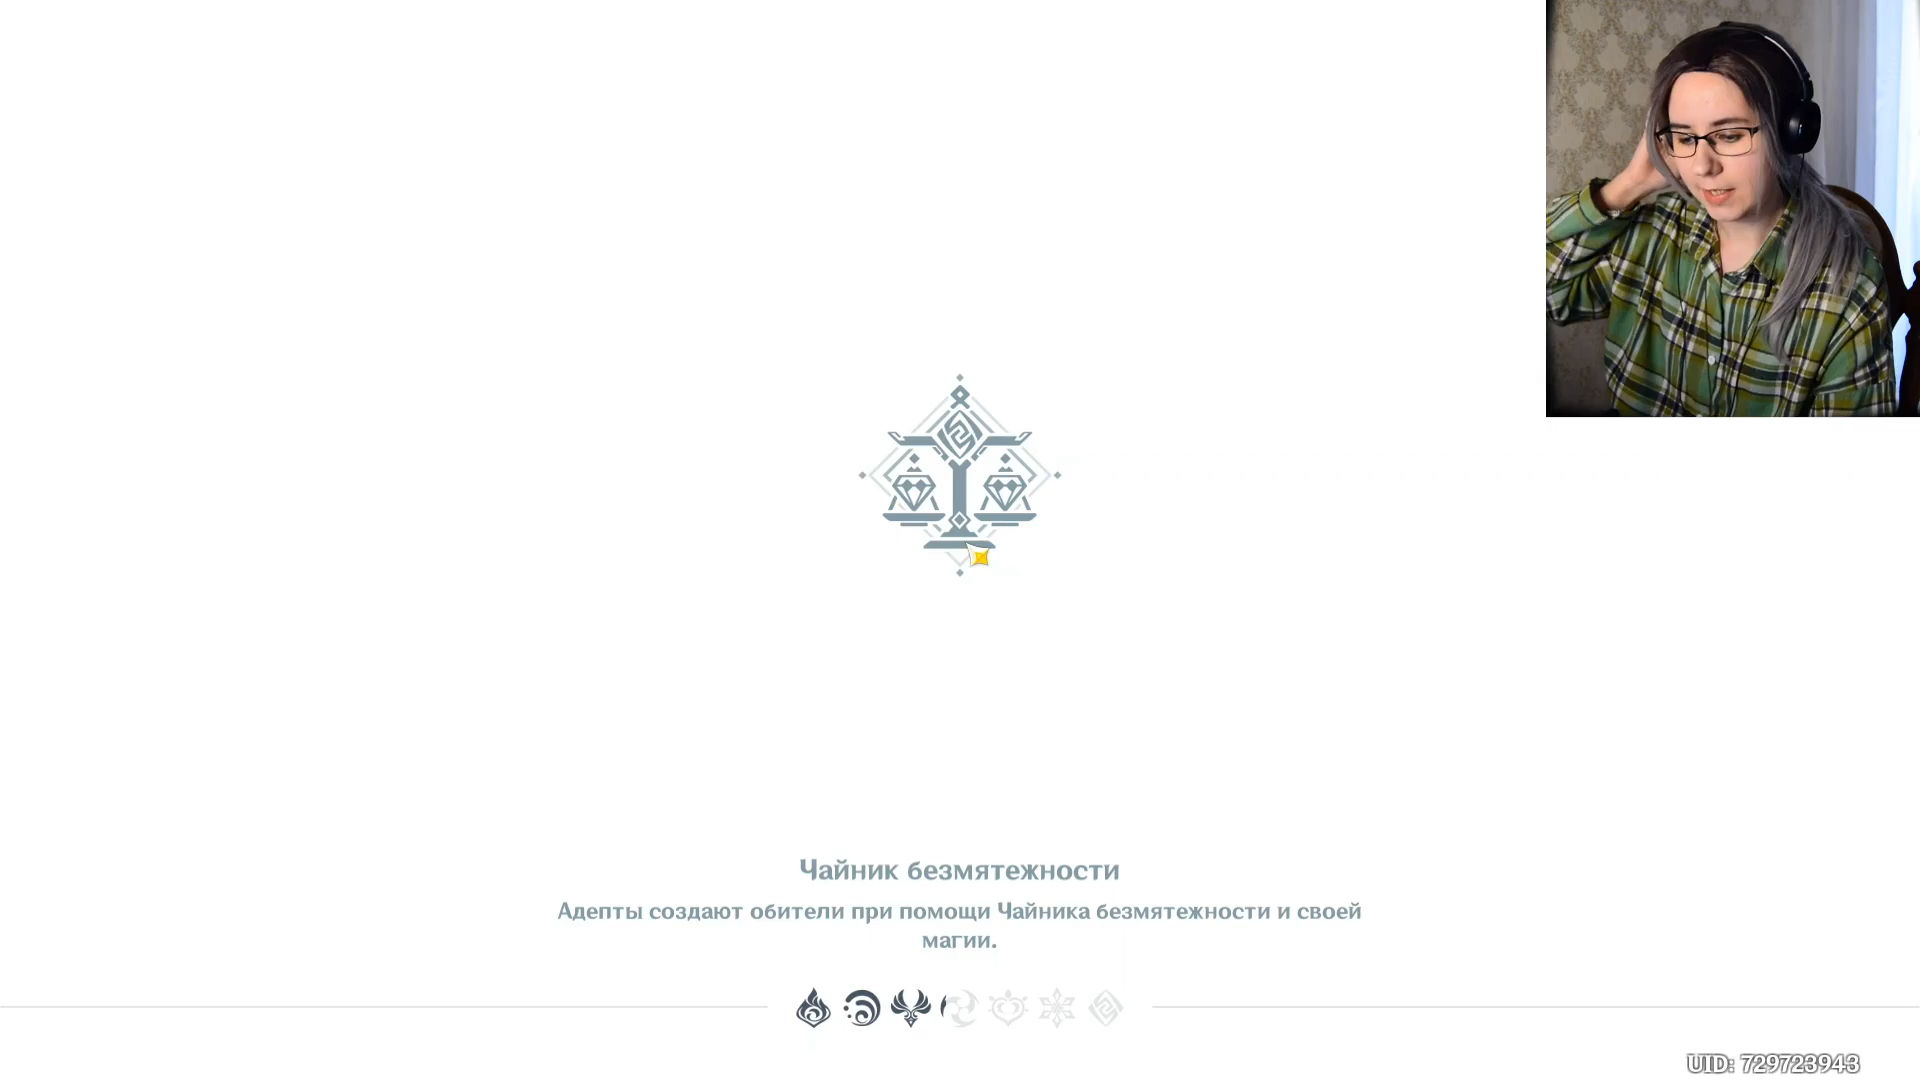 Чайник безмятежности
Адепты создают обители при помощи Чайника безмятежности и своей
магии.
UID: 729723943